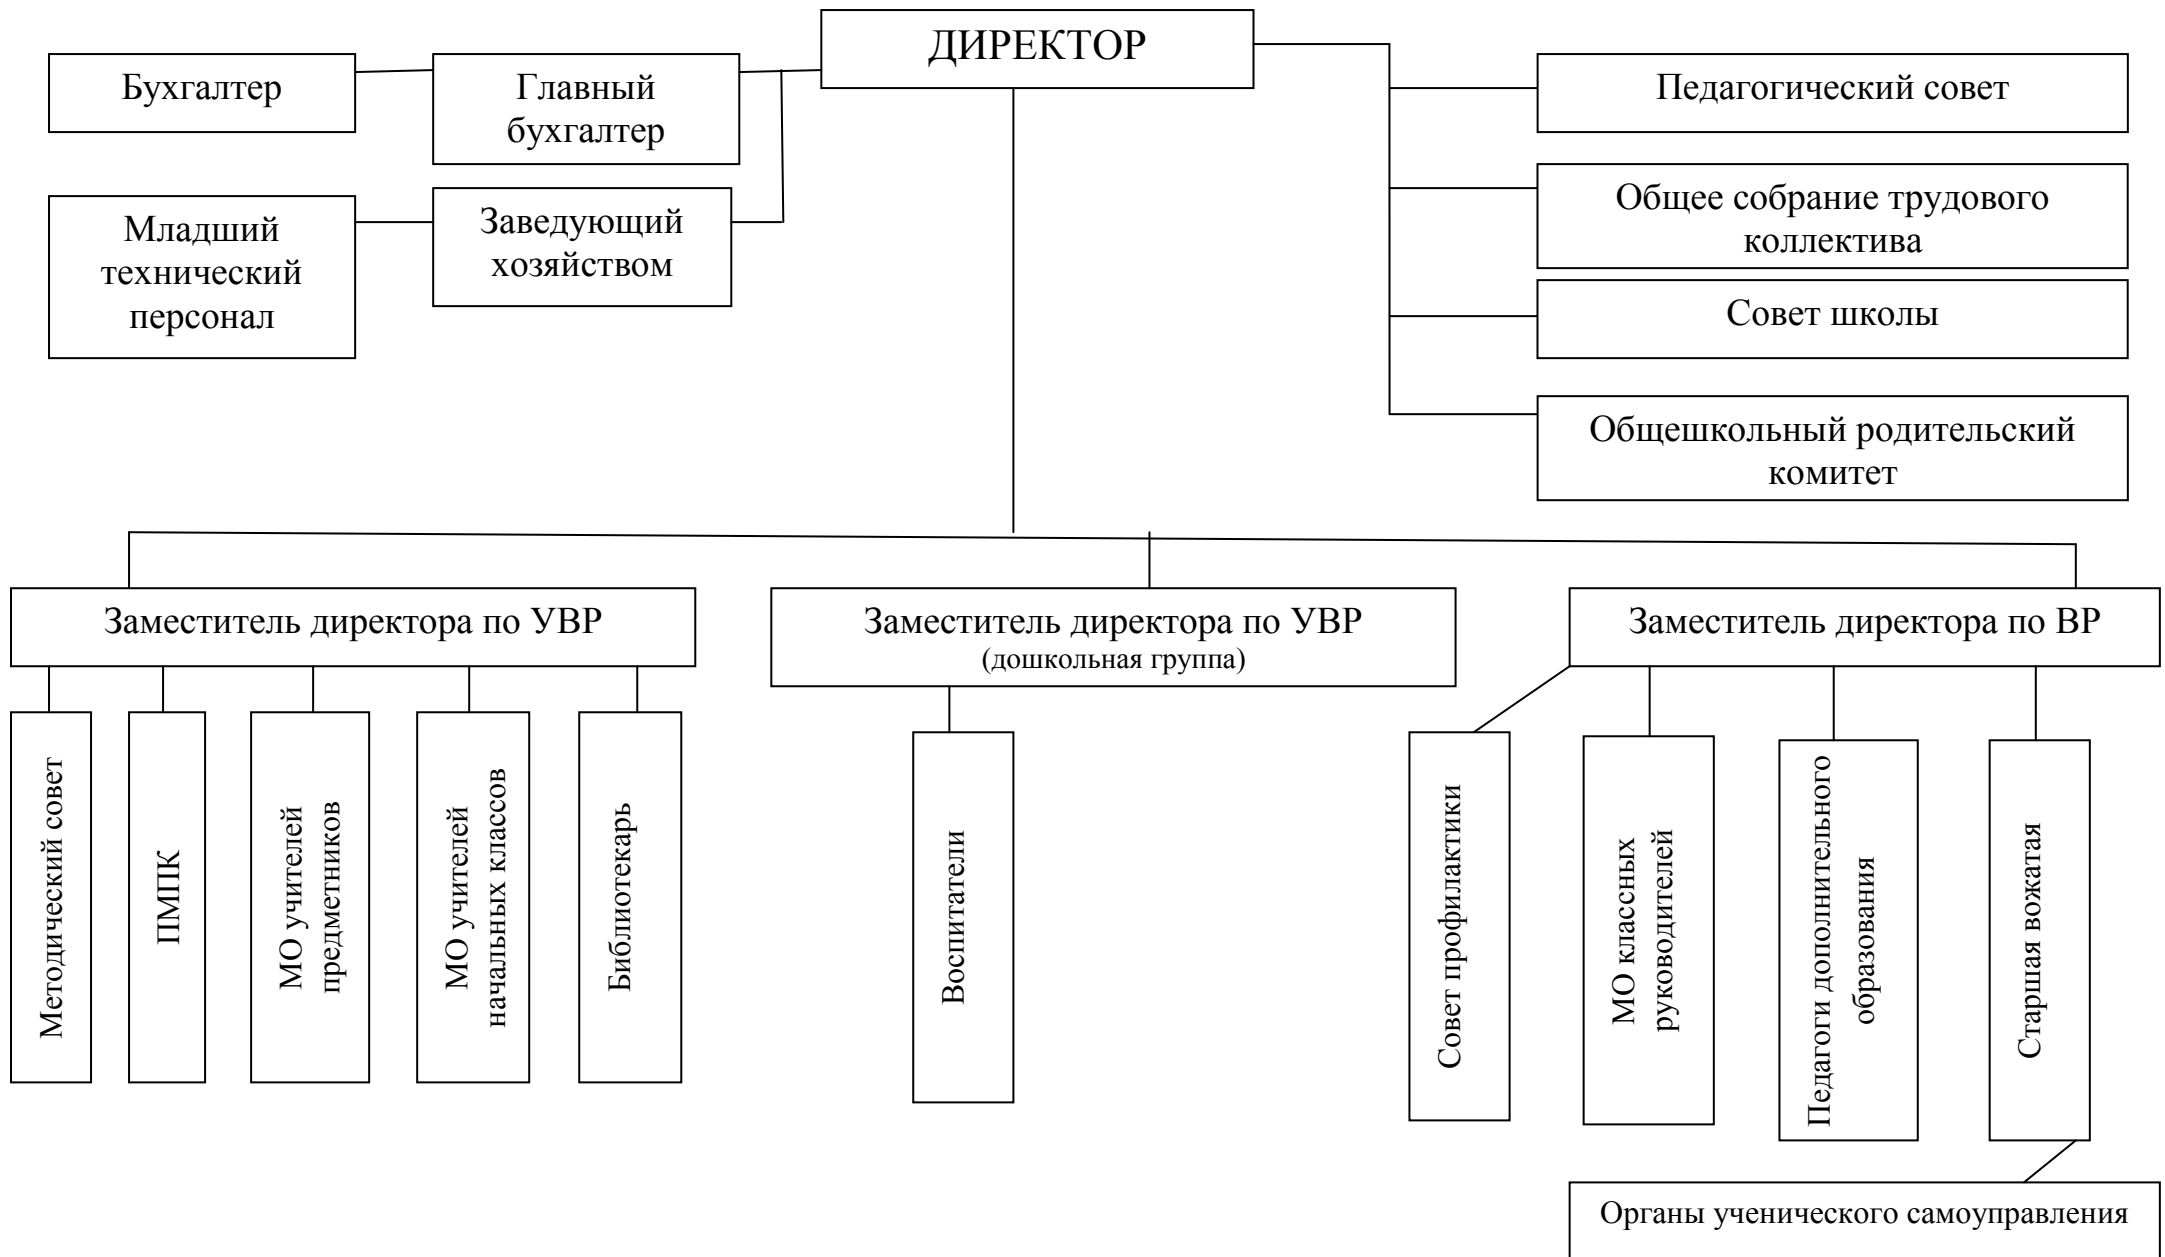 ДИРЕКТОР
Бухгалтер
Главный
бухгалтер
Педагогический совет
Младший
технический
персонал
Заведующий
хозяйством
Общее собрание трудового
коллектива
Совет школы
Общешкольный родительский
комитет
Заместитель директора по УВР
Заместитель директора по УВР
(дошкольная группа)
Заместитель директора по ВР
Методический совет
ПМПК
МО учителей
предметников
МО учителей
начальных классов
Библиотекарь
Воспитатели
Совет профилактики
МО классных
руководителей
Педагоги дополнительного
образования
Старшая вожатая
Органы ученического самоуправления